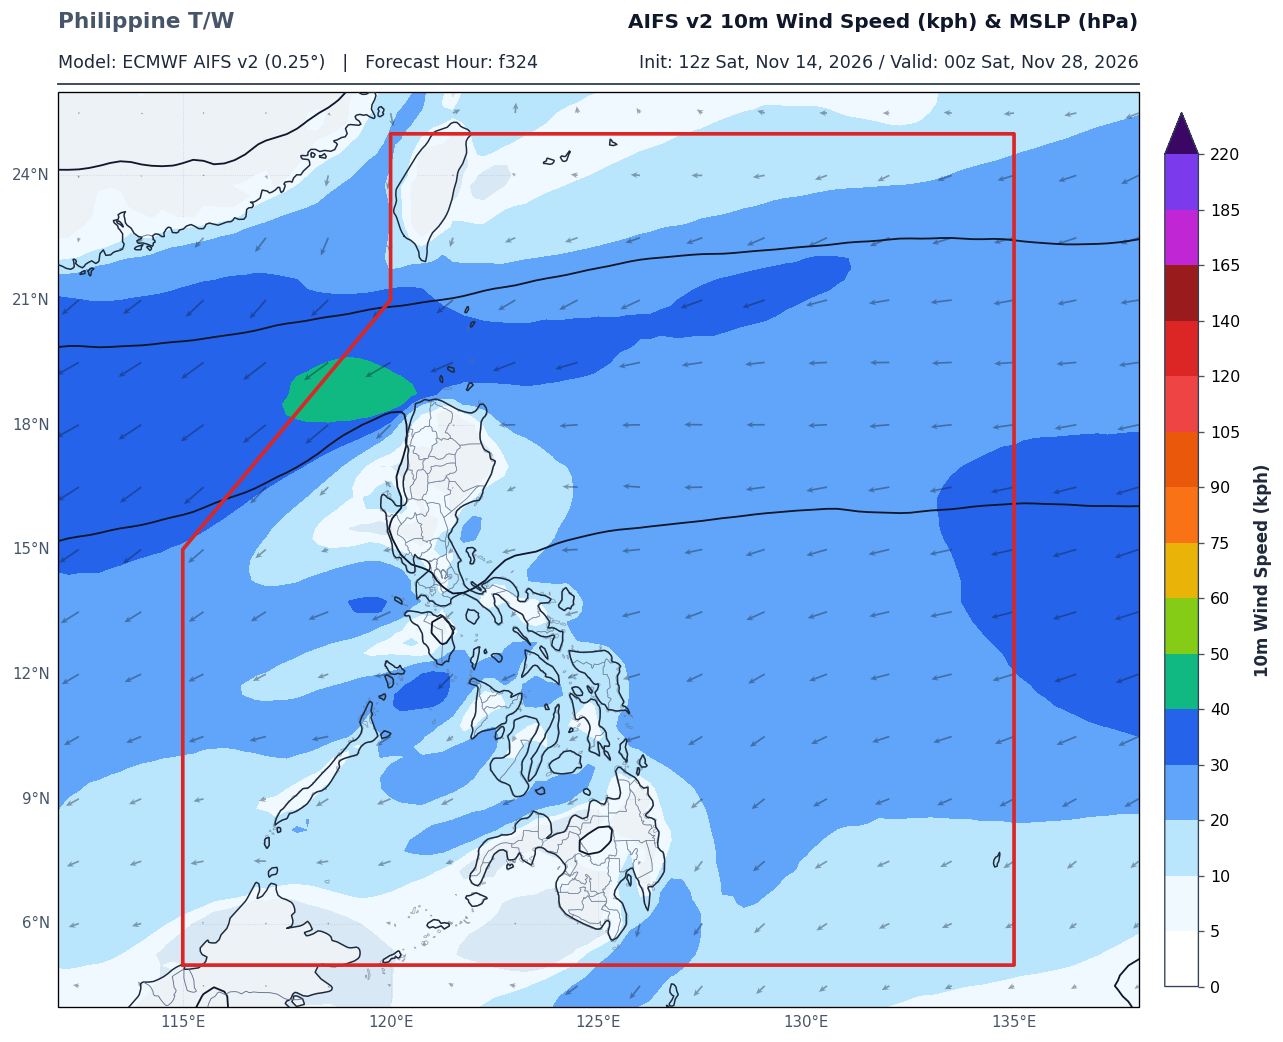 Philippine T/W
AIFS v2 10m Wind Speed (kph) & MSLP (hPa)
Model: ECMWF AIFS v2 (0.25°) | Forecast Hour: f324
Init: 12z Sat, Nov 14, 2026 / Valid: 00z Sat, Nov 28, 2026
24°N
21°N
18°N
15°N
12°N
9°N
6°N
115°E
120°E
125°E
130°E
135°E
220
185
165
140
120
105
90
75
60
50
40
30
20
10
5
0
10m Wind Speed (kph)